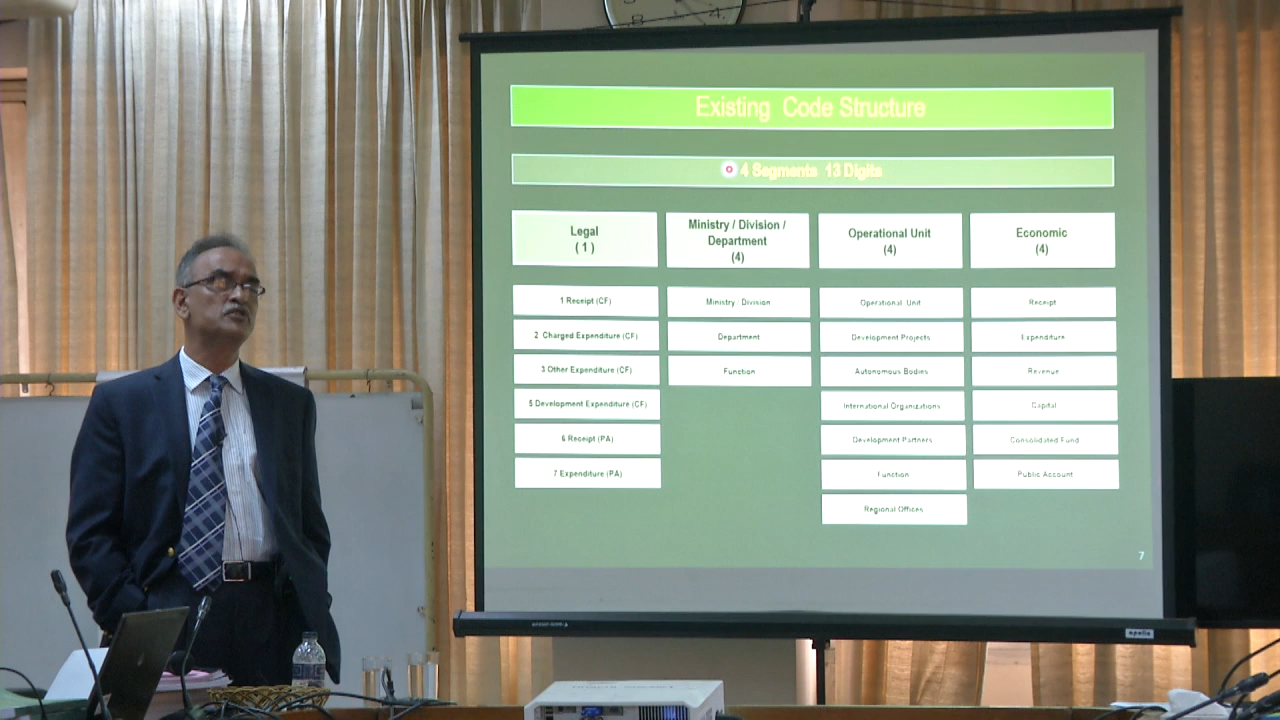 Existing Code Structure
4 Segments 13 Digits
Legal
( 1 )
Ministry / Division /
Department
(4)
Operational Unit
(4)
Economic
(4)
1 Receipt (CF)
2 Charged Expenditure (CF)
3 Other Expenditure (CF)
5 Development Expenditure (CF)
6 Receipt (PA)
7 Expenditure (PA)
Ministry / Division
Department
Function
Operational Unit
Development Projects
Autonomous Bodies
International Organizations
Development Partners
Function
Regional Offices
Receipt
Expenditure
Revenue
Capital
Consolidated Fund
Public Account
7
apollo